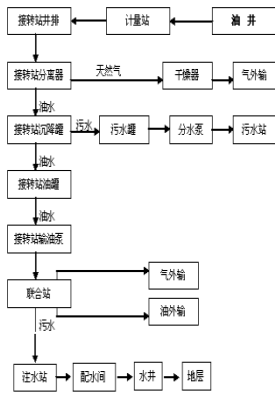 接转站井排
计量站
油 井
接转站分离器
天然气
干燥器
气外输
油水
接转站沉降罐
污水
污水罐
分水泵
污水站
油水
接转站油罐
油水
接转站输油泵
联合站
气外输
油外输
污水
注水站
配水间
水井
地层